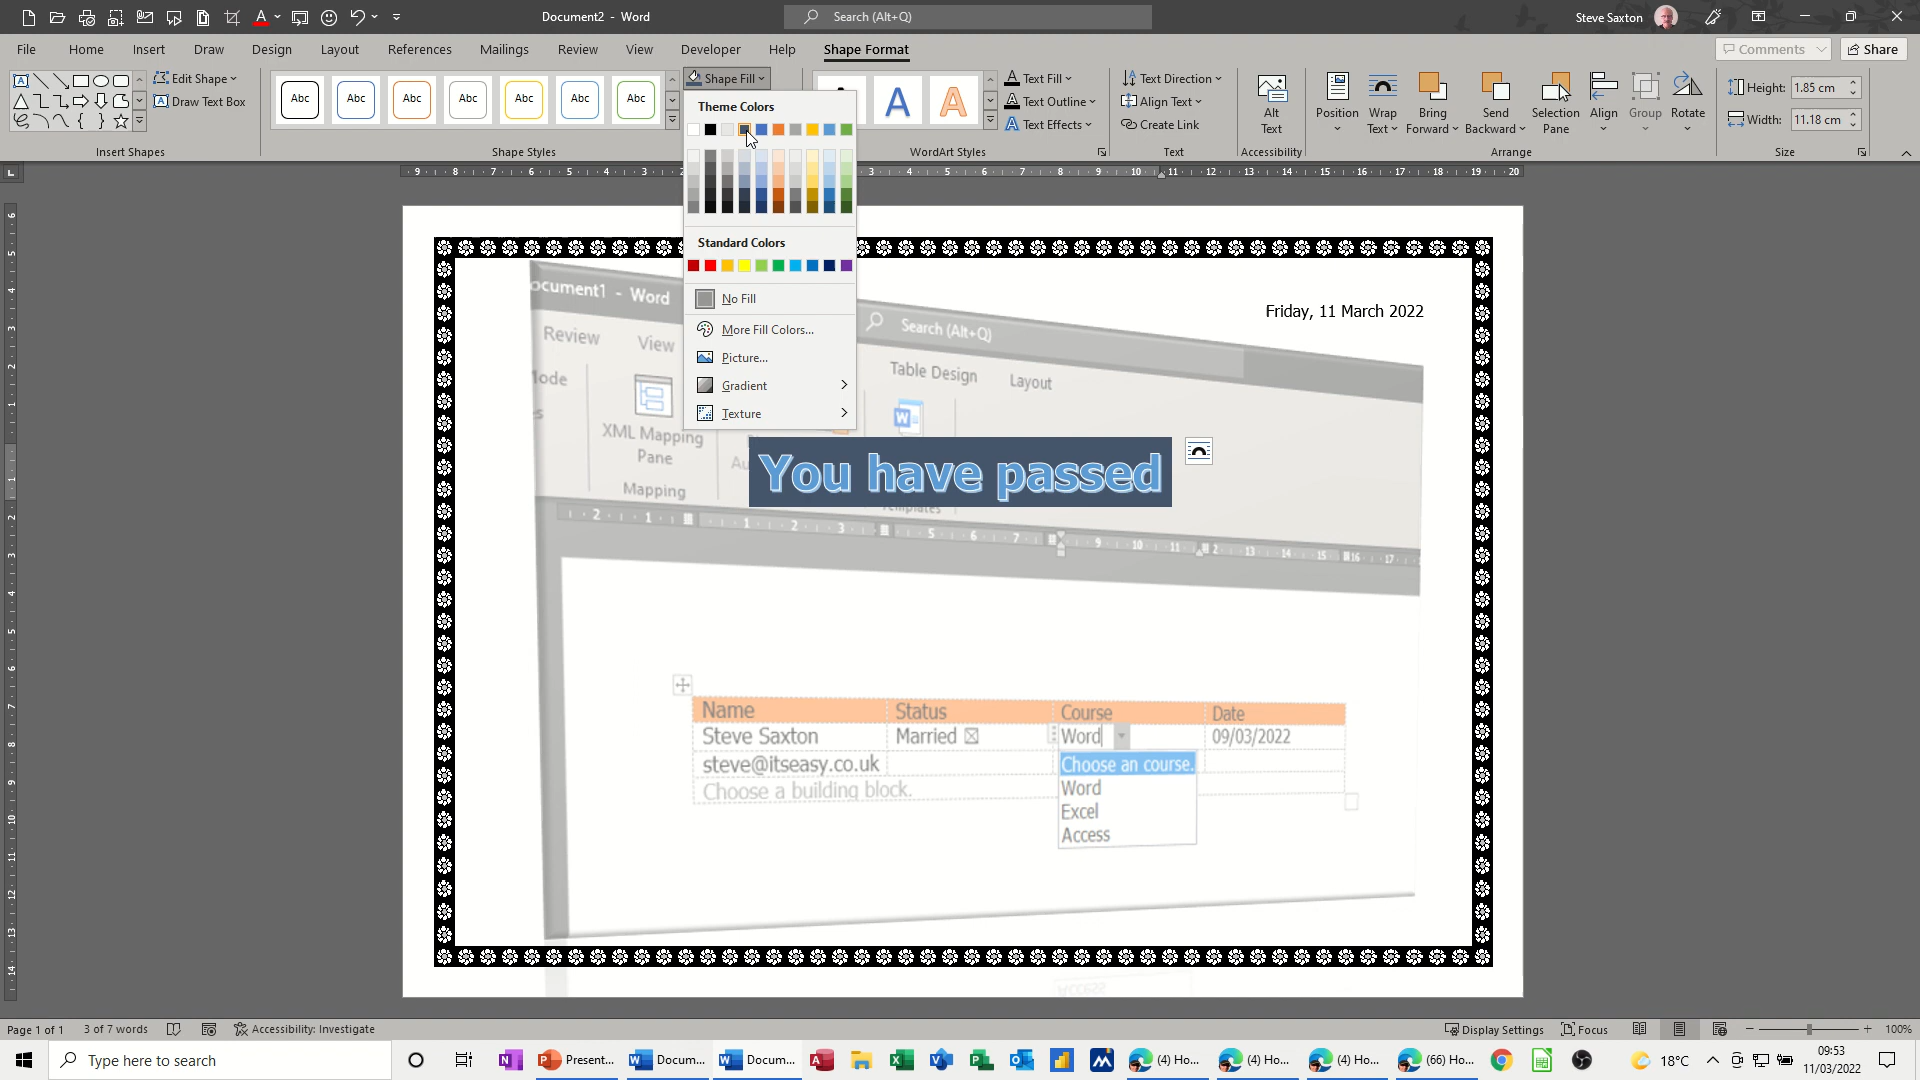 Document2 - Word
Search (Alt+Q)
Steve Saxton
File Home Insert Draw Design Layout References Mailings Review View Developer Help Shape Format
Comments Share
Edit Shape
Draw Text Box
Insert Shapes
Abc Abc Abc Abc Abc Abc Abc
Shape Styles
Shape Fill
Theme Colors
Standard Colors
No Fill
More Fill Colors...
Picture...
Gradient
Texture
A A
WordArt Styles
Text Fill
Text Outline
Text Effects
Text Direction
Align Text
Create Link
Text
Alt Text
Accessibility
Position
Wrap Text
Bring Forward
Send Backward
Selection Pane
Align
Group
Rotate
Arrange
Height: 1.85 cm
Width: 11.18 cm
Size
ocument1 - Word
Search (Alt+Q)
Friday, 11 March 2022
Review View
Table Design Layout
ode
XML Mapping Pane
Mapping
Templates
You have passed
Name Status Course Date
Steve Saxton Married Word 09/03/2022
steve@itseasy.co.uk
Choose an course.
Choose a building block.
Word
Excel
Access
Page 1 of 1 3 of 7 words Accessibility: Investigate
Display Settings Focus 100%
Type here to search
Present... Docum... Docum... (4) Ho... (4) Ho... (4) Ho... (66) Ho...
18°C
09:53
11/03/2022